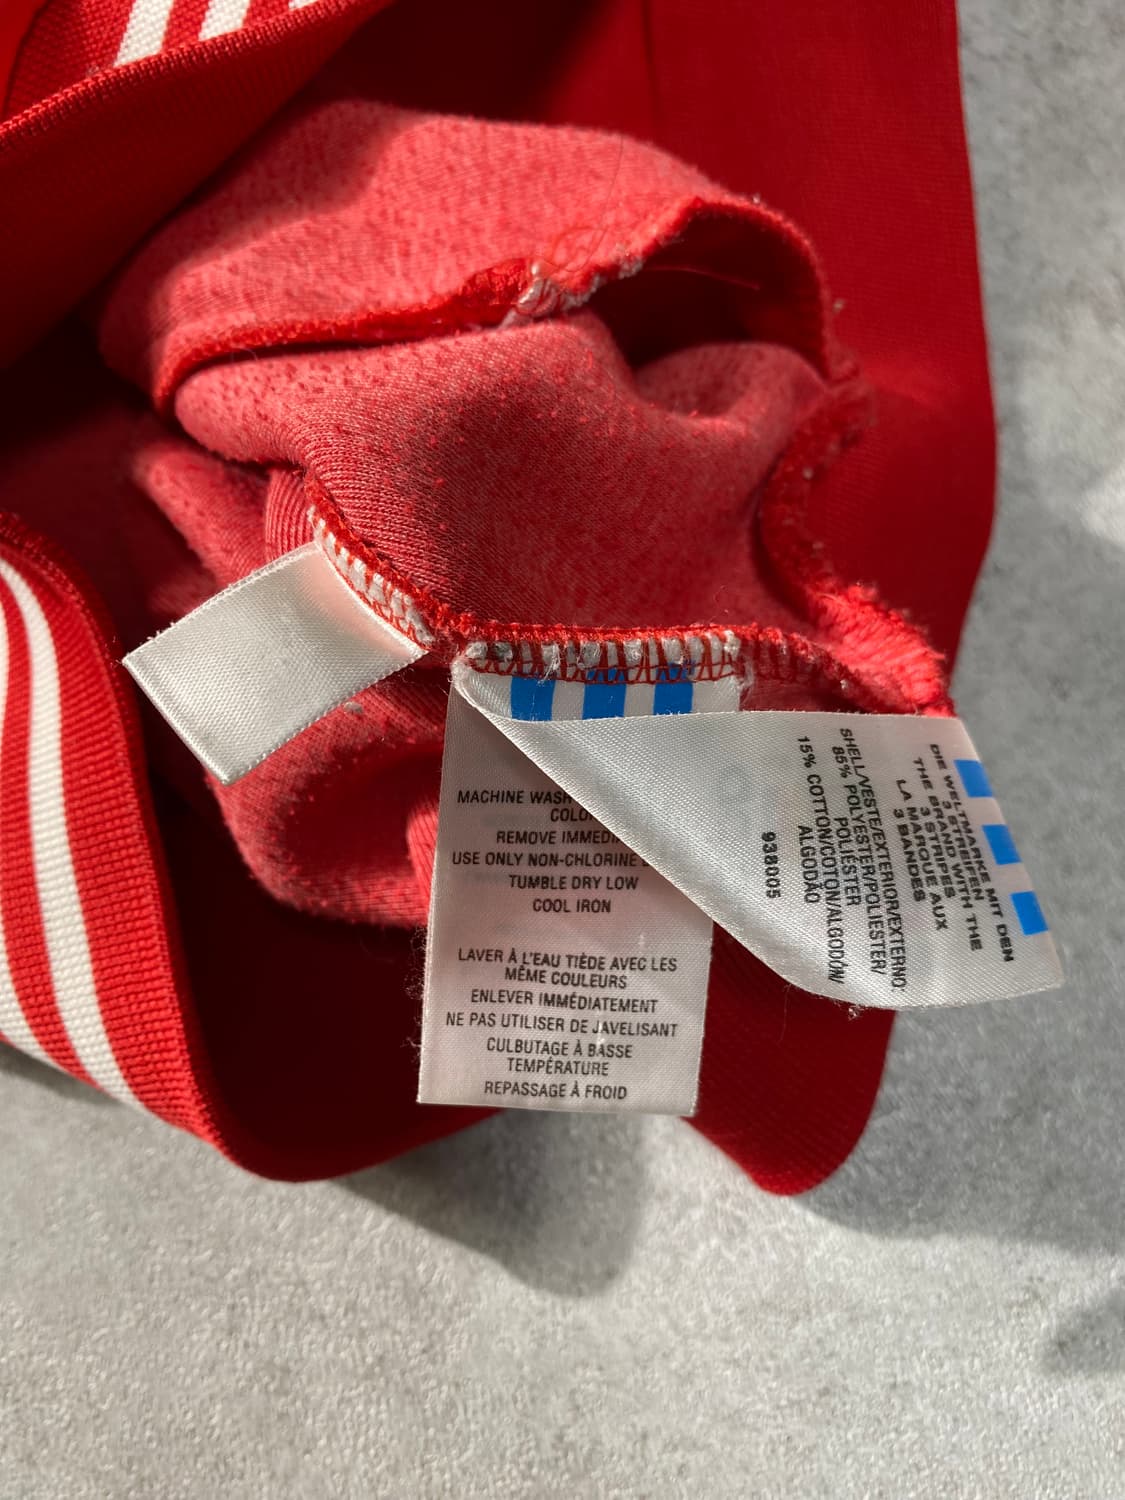 MACHINE WASH
REMOVE
USE ONLY NON-CHLORINE
TUMBLE DRY LOW
COOL IRON
LAVER À L'EAU TIÈDE AVEC LES
MÊME COULEURS
ENLEVER IMMÉDIATEMENT
NE PAS UTILISER DE JAVELISANT
CULBUTAGE À BASSE
TEMPÉRATURE
REPASSAGE À FROID
DIE WELTMARKE MIT DEN
3 STREIFEN
THE BRAND WITH THE
3 STRIPES
LA MARQUE AUX
3 BANDES
SHELL/VESTE/EXTERIOR/EXTERNO:
85% POLYESTER/POLIESTER/
POLIÉSTER
15% COTTON/COTON/ALGODÓN/
ALGODÃO
938005